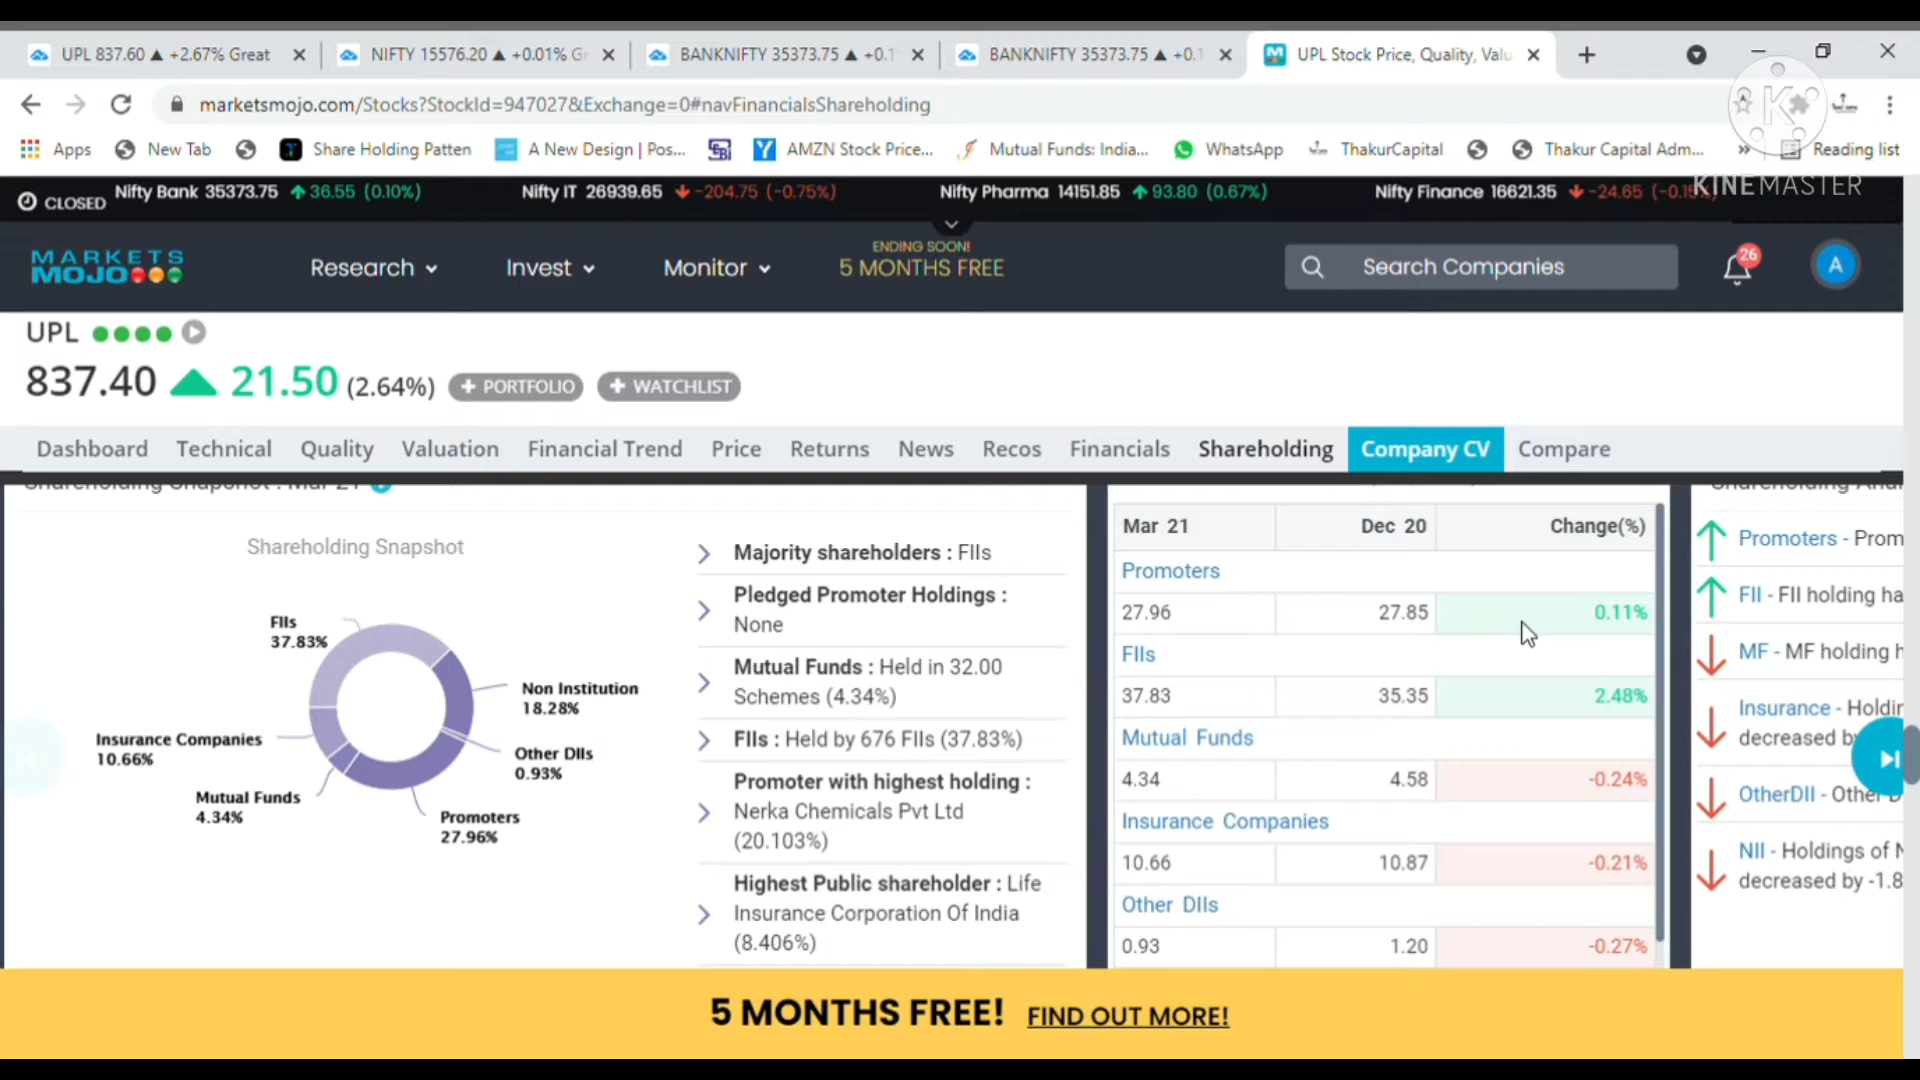 UPL 837.60 ▲ +2.67% Great
NIFTY 15576.20 ▲ +0.01% Gr
BANKNIFTY 35373.75 ▲ +0.1
BANKNIFTY 35373.75 ▲ +0.1
UPL Stock Price, Quality, Valu
marketsmojo.com/Stocks?StockId=947027&Exchange=0#navFinancialsShareholding
Apps
New Tab
Share Holding Patten
A New Design | Pos...
AMZN Stock Price...
Mutual Funds: India...
WhatsApp
ThakurCapital
Thakur Capital Adm...
»
Reading list
KINEMASTER
CLOSED
Nifty Bank 35373.75 36.55 (0.10%)
Nifty IT 26939.65 -204.75 (-0.75%)
Nifty Pharma 14151.85 93.80 (0.67%)
Nifty Finance 16621.35 -24.65 (-0.15%)
MARKETS
MOJO
Research
Invest
Monitor
ENDING SOON!
5 MONTHS FREE
Search Companies
26
A
UPL
837.40 ▲ 21.50 (2.64%)
+ PORTFOLIO
+ WATCHLIST
Dashboard
Technical
Quality
Valuation
Financial Trend
Price
Returns
News
Recos
Financials
Shareholding
Company CV
Compare
Shareholding Snapshot : Mar 21
Shareholding Snapshot
FIIs
37.83%
Non Institution
18.28%
Insurance Companies
10.66%
Other DIIs
0.93%
Mutual Funds
4.34%
Promoters
27.96%
Majority shareholders : FIIs
Pledged Promoter Holdings :
None
Mutual Funds : Held in 32.00
Schemes (4.34%)
FIIs : Held by 676 FIIs (37.83%)
Promoter with highest holding :
Nerka Chemicals Pvt Ltd
(20.103%)
Highest Public shareholder : Life
Insurance Corporation Of India
(8.406%)
Mar 21 Dec 20 Change(%)
Promoters
27.96 27.85 0.11%
FIIs
37.83 35.35 2.48%
Mutual Funds
4.34 4.58 -0.24%
Insurance Companies
10.66 10.87 -0.21%
Other DIIs
0.93 1.20 -0.27%
Promoters - Prom
FII - FII holding ha
MF - MF holding h
Insurance - Holdin
decreased by
OtherDII - Other D
NII - Holdings of N
decreased by -1.8
5 MONTHS FREE! FIND OUT MORE!